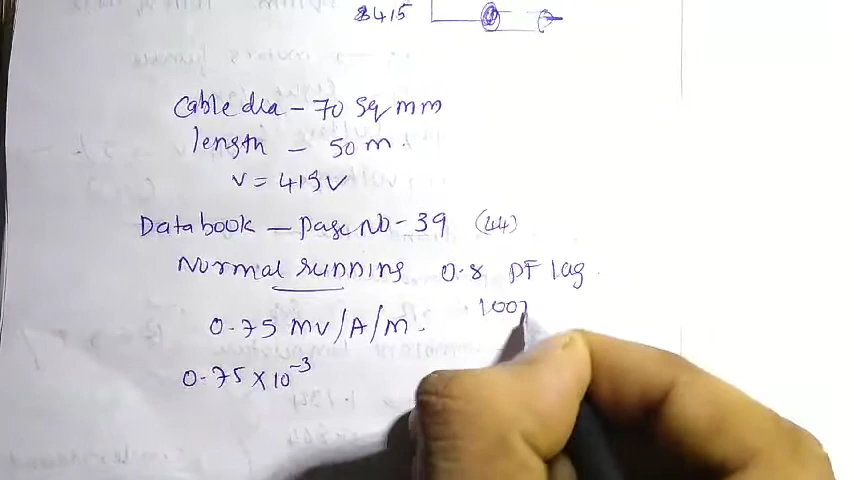 8415
Cable dia - 70 Sq mm
length - 50 m.
V = 415V
Databook - Page No - 39 (44)
Normal running 0.8 PF lag.
100
0.75 mV/A/m.
0.75 × 10⁻³